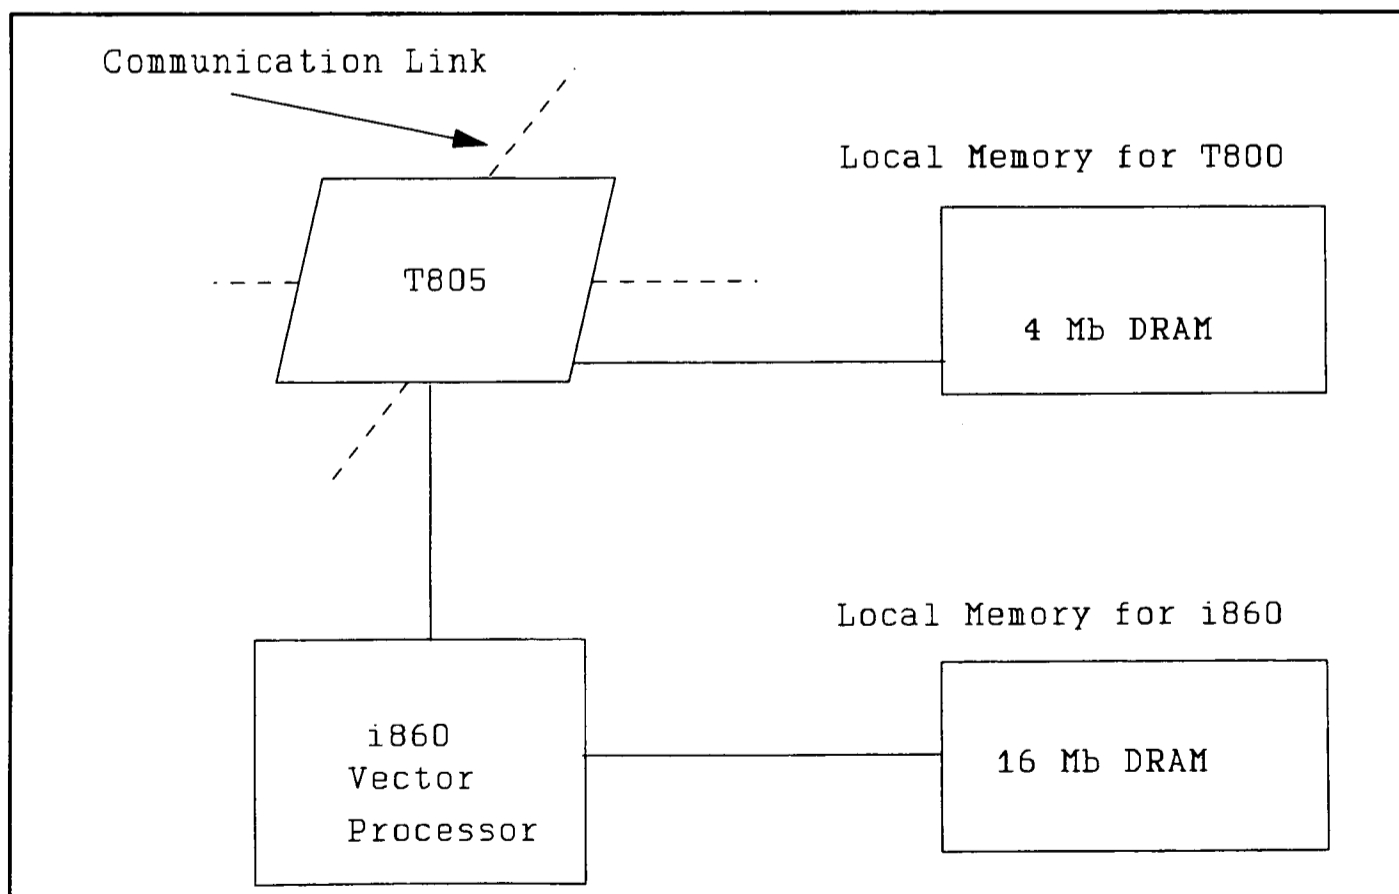 Communication Link
Local Memory for T800
T805
4 Mb DRAM
Local Memory for i860
i860
Vector
Processor
16 Mb DRAM